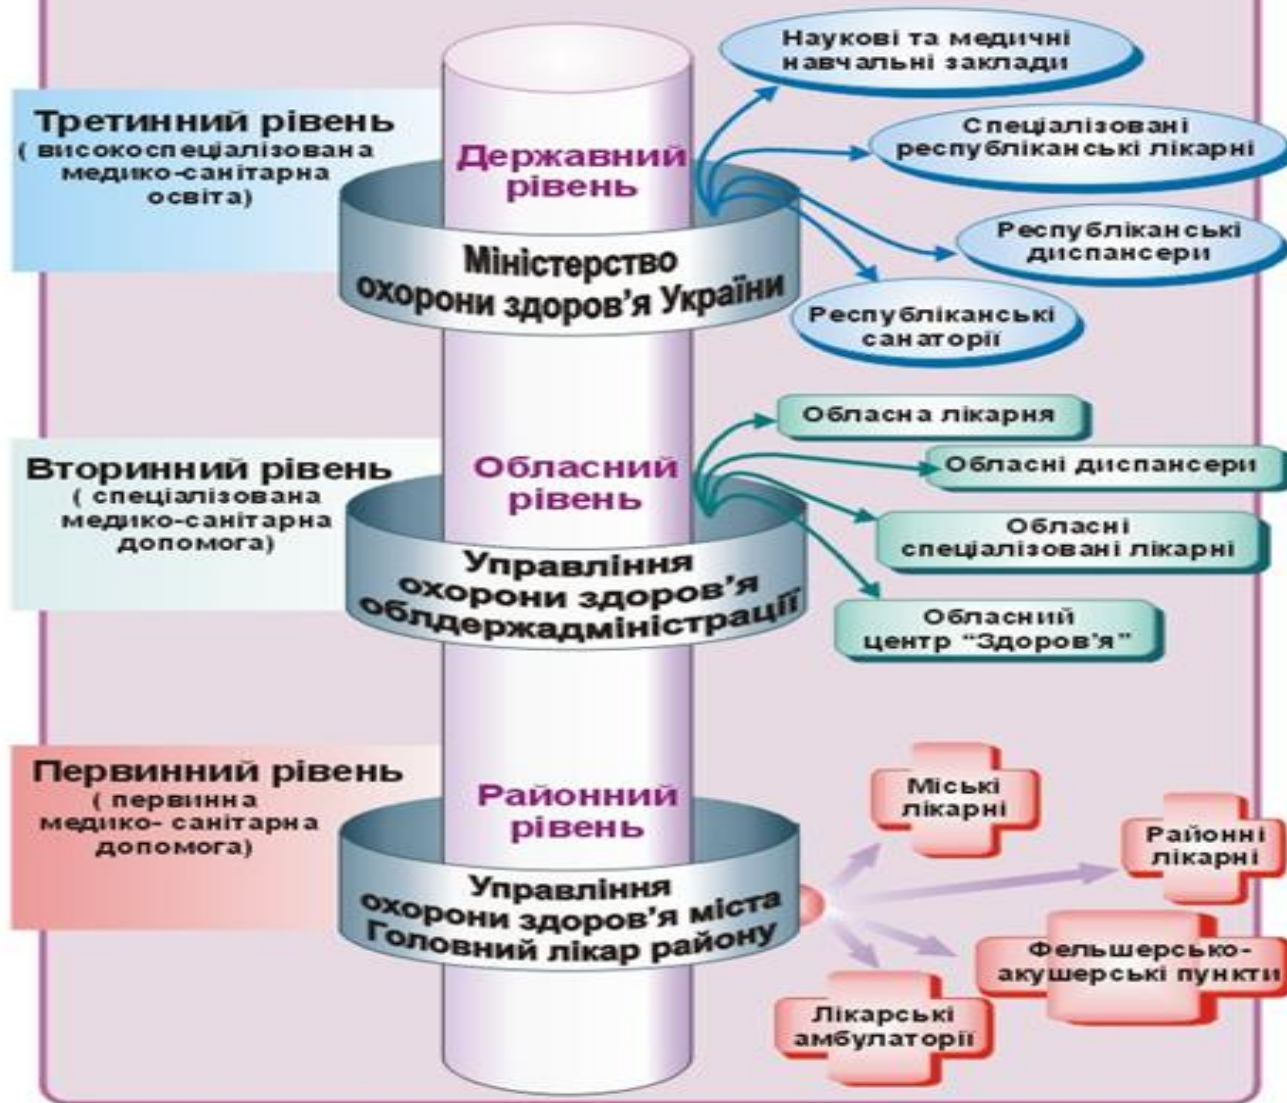 Третинний рівень
( високоспеціалізована
медико-санітарна
освіта)
Державний
рівень
Міністерство
охорони здоров’я України
Наукові та медичні
навчальні заклади
Спеціалізовані
республіканські лікарні
Республіканські
диспансери
Республіканські
санаторії
Вторинний рівень
( спеціалізована
медико-санітарна
допомога)
Обласний
рівень
Управління
охорони здоров’я
облдержадміністрації
Обласна лікарня
Обласні диспансери
Обласні
спеціалізовані лікарні
Обласний
центр “Здоров’я”
Первинний рівень
( первинна
медико- санітарна
допомога)
Районний
рівень
Управління
охорони здоров’я міста
Головний лікар району
Міські
лікарні
Районні
лікарні
Фельшерсько-
акушерські пункти
Лікарські
амбулаторії